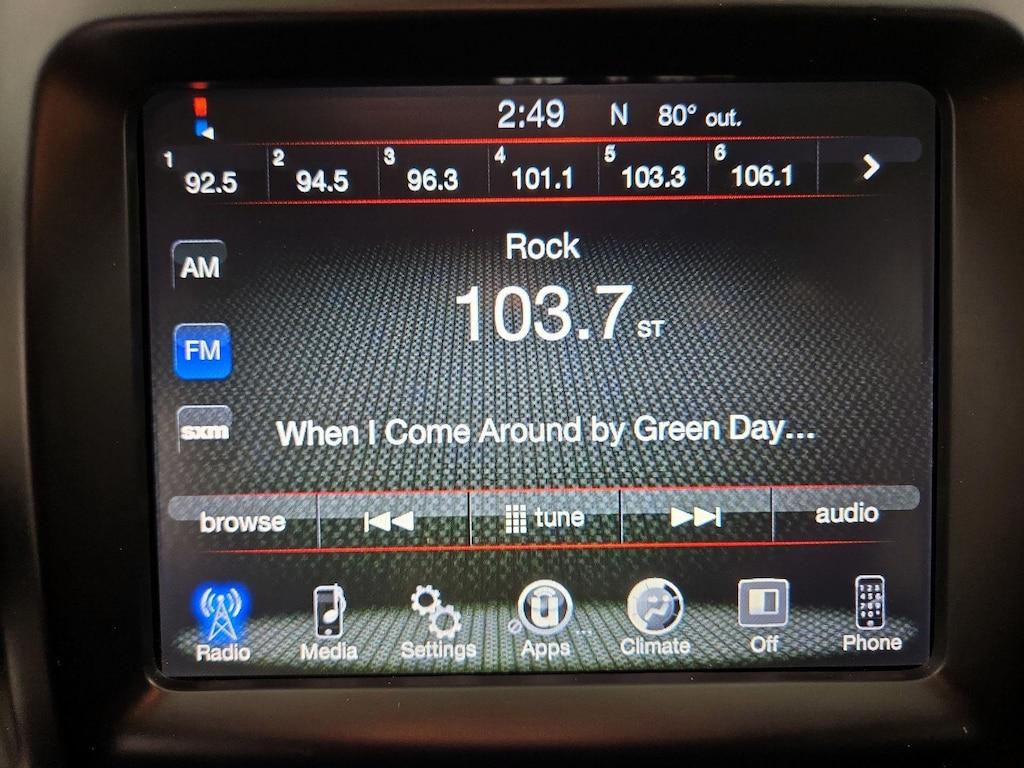 2:49 N 80° out.
1 92.5 2 94.5 3 96.3 4 101.1 5 103.3 6 106.1
Rock
AM
103.7 ST
FM
sxm When I Come Around by Green Day...
browse tune audio
Radio Media Settings Apps Climate Off Phone